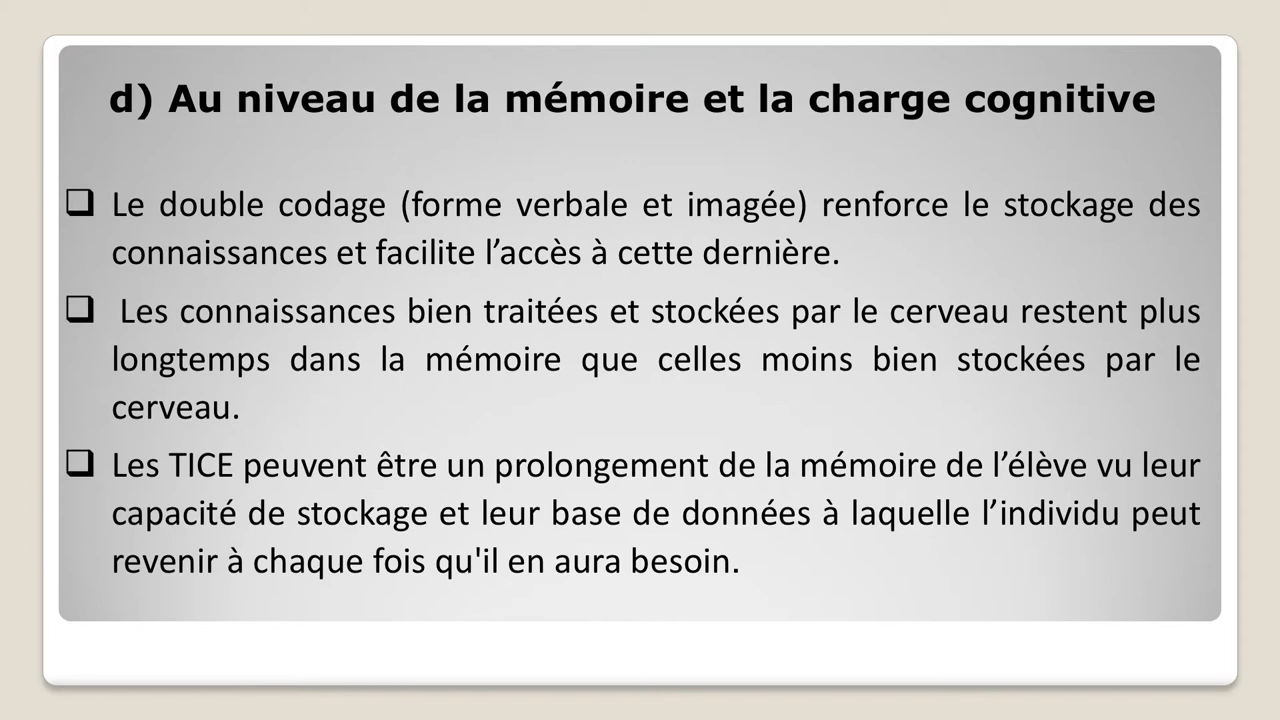 d) Au niveau de la mémoire et la charge cognitive
❑ Le double codage (forme verbale et imagée) renforce le stockage des
connaissances et facilite l’accès à cette dernière.
❑ Les connaissances bien traitées et stockées par le cerveau restent plus
longtemps dans la mémoire que celles moins bien stockées par le
cerveau.
❑ Les TICE peuvent être un prolongement de la mémoire de l’élève vu leur
capacité de stockage et leur base de données à laquelle l’individu peut
revenir à chaque fois qu'il en aura besoin.